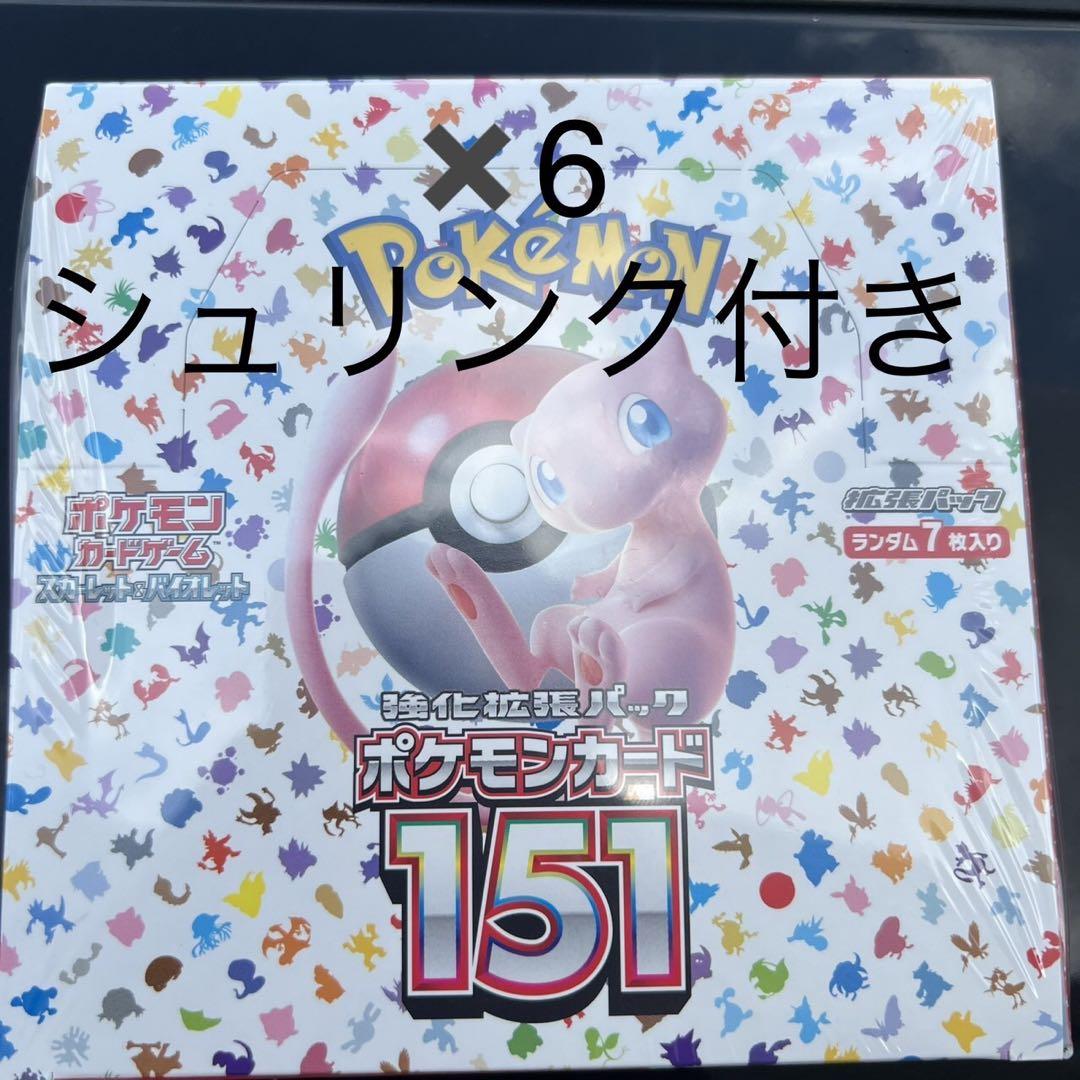 ✖6
POKÉMON
シュリンク付き
ポケモン
カードゲーム™
スカーレット&バイオレット
拡張パック
ランダム7枚入り
強化拡張パック
ポケモンカード
151